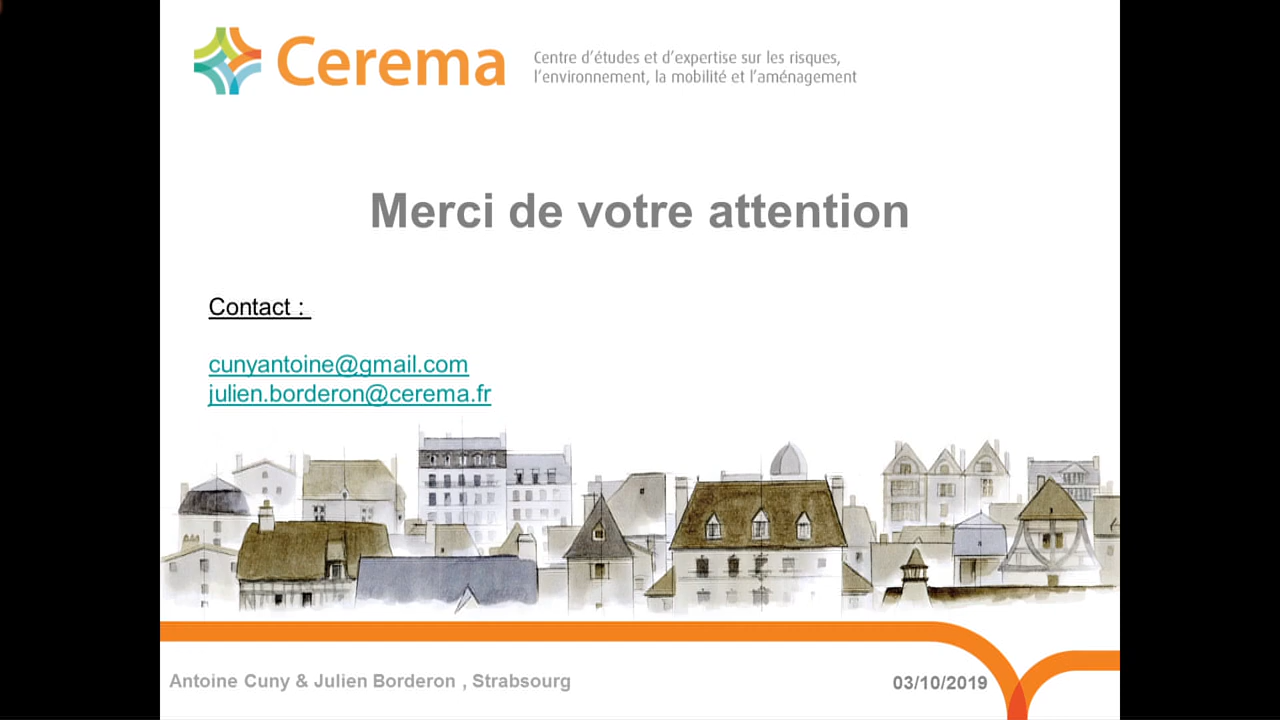 Cerema
Centre d'études et d'expertise sur les risques,
l'environnement, la mobilité et l'aménagement
Merci de votre attention
Contact :
cunyantoine@gmail.com
julien.borderon@cerema.fr
Antoine Cuny & Julien Borderon , Strabsourg
03/10/2019